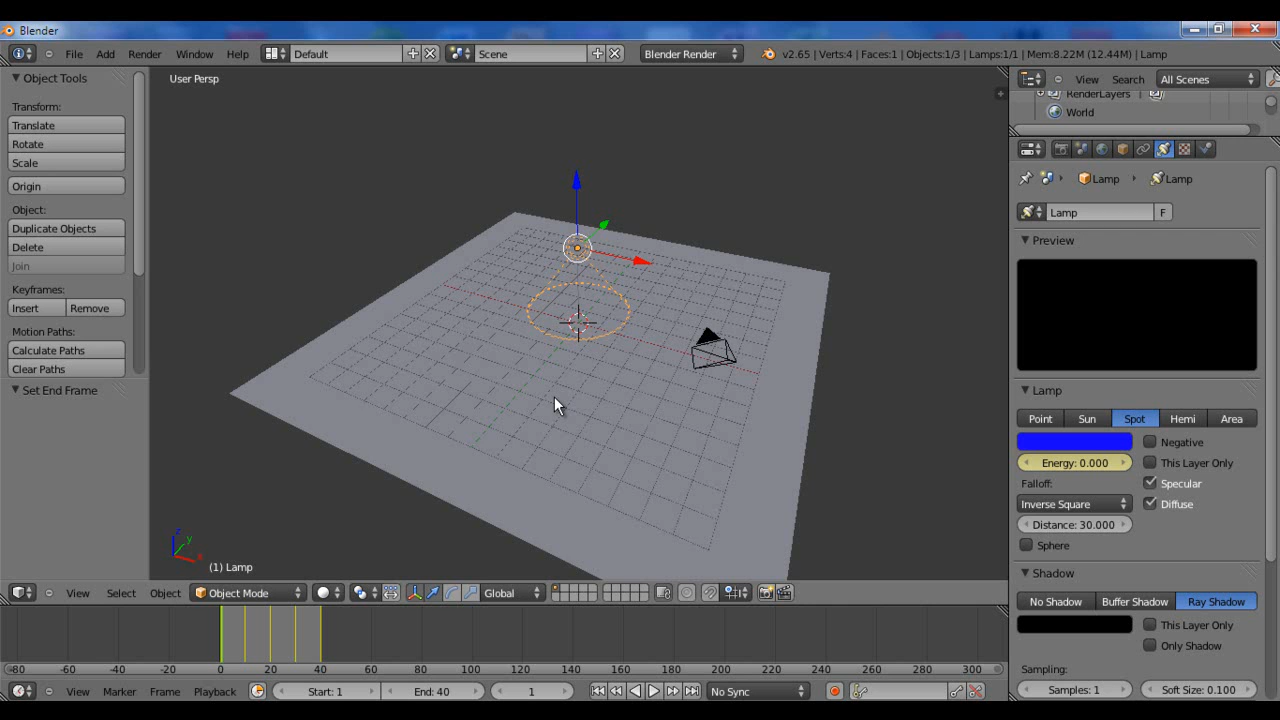 Blender
File Add Render Window Help Default Scene Blender Render v2.65 | Verts:4 | Faces:1 | Objects:1/3 | Lamps:1/1 | Mem:8.22M (12.44M) | Lamp
Object Tools
Transform:
Translate
Rotate
Scale
Origin
Object:
Duplicate Objects
Delete
Join
Keyframes:
Insert Remove
Motion Paths:
Calculate Paths
Clear Paths
Set End Frame
User Persp
z
y
x
(1) Lamp
View Search All Scenes
RenderLayers
World
Lamp Lamp
Lamp F
Preview
Lamp
Point Sun Spot Hemi Area
Negative
Energy: 0.000 This Layer Only
Falloff: Specular
Inverse Square Diffuse
Distance: 30.000
Sphere
Shadow
No Shadow Buffer Shadow Ray Shadow
This Layer Only
Only Shadow
Sampling:
Samples: 1 Soft Size: 0.100
View Select Object Object Mode Global
-80 -60 -40 -20 0 20 40 60 80 100 120 140 160 180 200 220 240 260 280 300
View Marker Frame Playback Start: 1 End: 40 1 No Sync